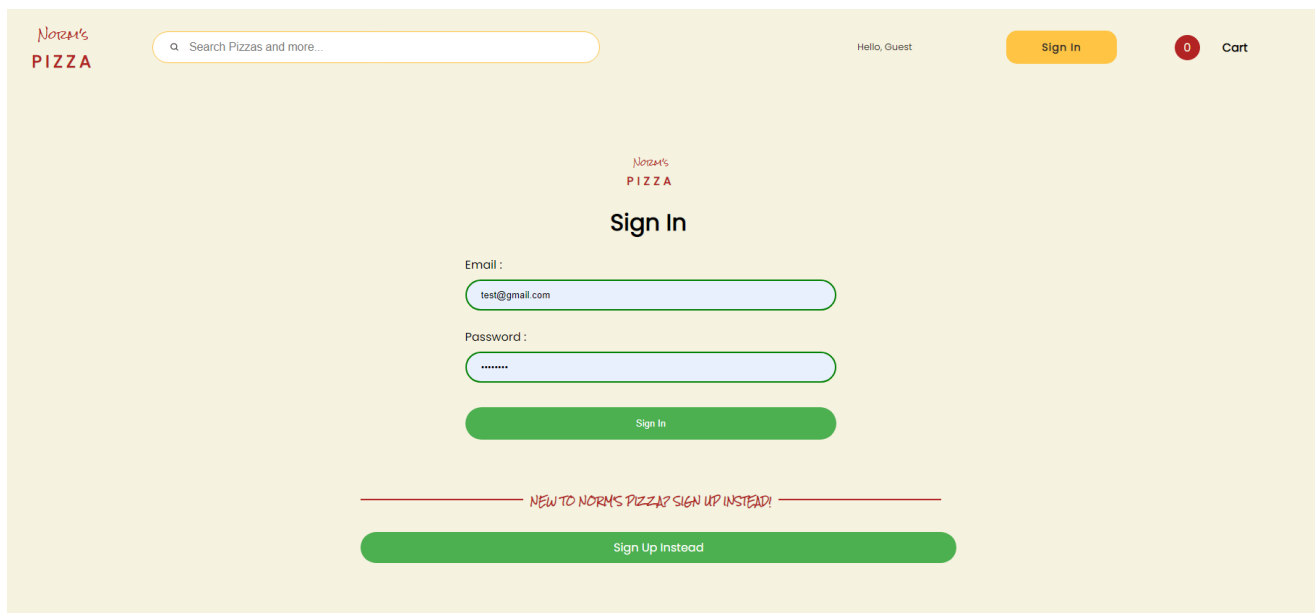 Norm's
PIZZA
Search Pizzas and more...
Hello, Guest
Sign In
0
Cart
Norm's
PIZZA
Sign In
Email :
test@gmail.com
Password :
••••••••
Sign In
NEW TO NORM'S PIZZA? SIGN UP INSTEAD!
Sign Up Instead